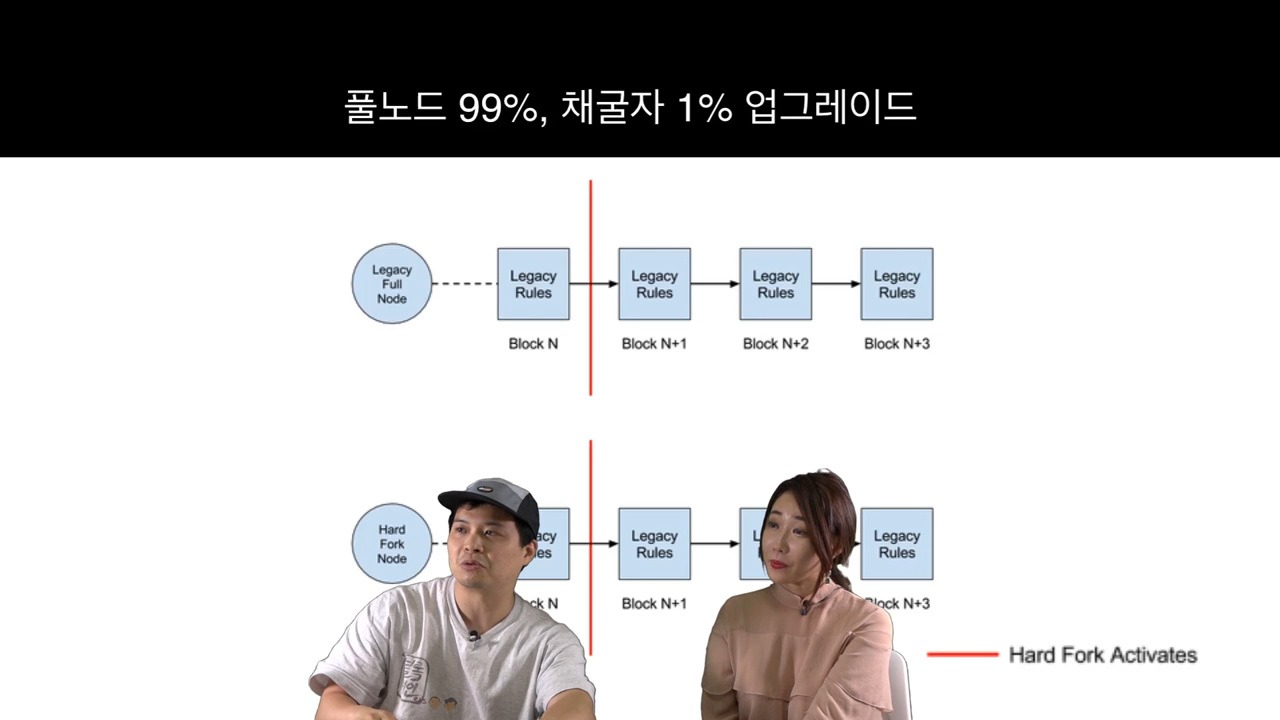 풀노드 99%, 채굴자 1% 업그레이드
Legacy
Full
Node
Legacy
Rules
Legacy
Rules
Legacy
Rules
Legacy
Rules
Block N
Block N+1
Block N+2
Block N+3
Hard
Fork
Node
Legacy
Rules
Legacy
Rules
Block N+1
N+3
Hard Fork Activates